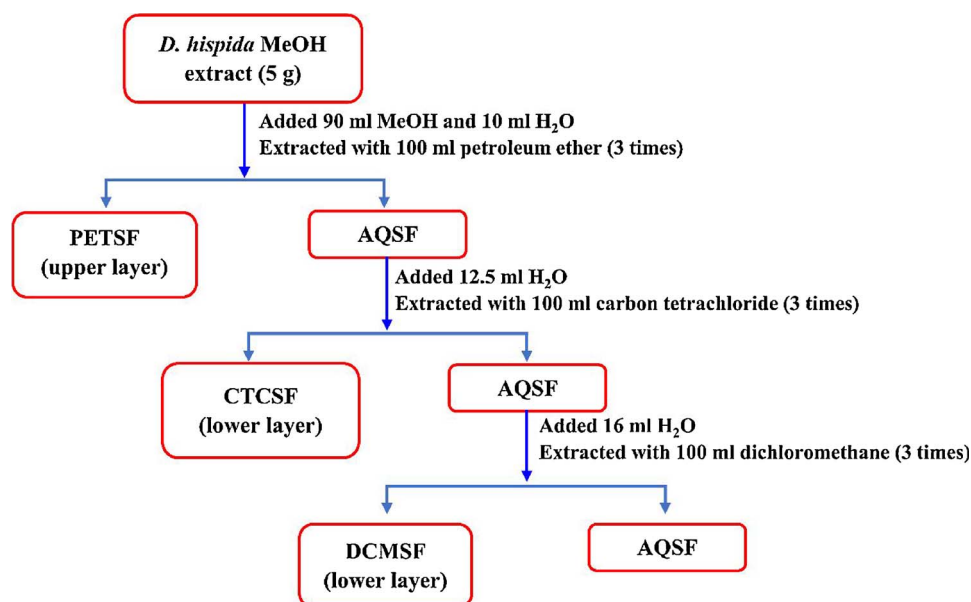 D. hispida MeOH
extract (5 g)
Added 90 ml MeOH and 10 ml H₂O
Extracted with 100 ml petroleum ether (3 times)
PETSF
(upper layer)
AQSF
Added 12.5 ml H₂O
Extracted with 100 ml carbon tetrachloride (3 times)
CTCSF
(lower layer)
AQSF
Added 16 ml H₂O
Extracted with 100 ml dichloromethane (3 times)
DCMSF
(lower layer)
AQSF